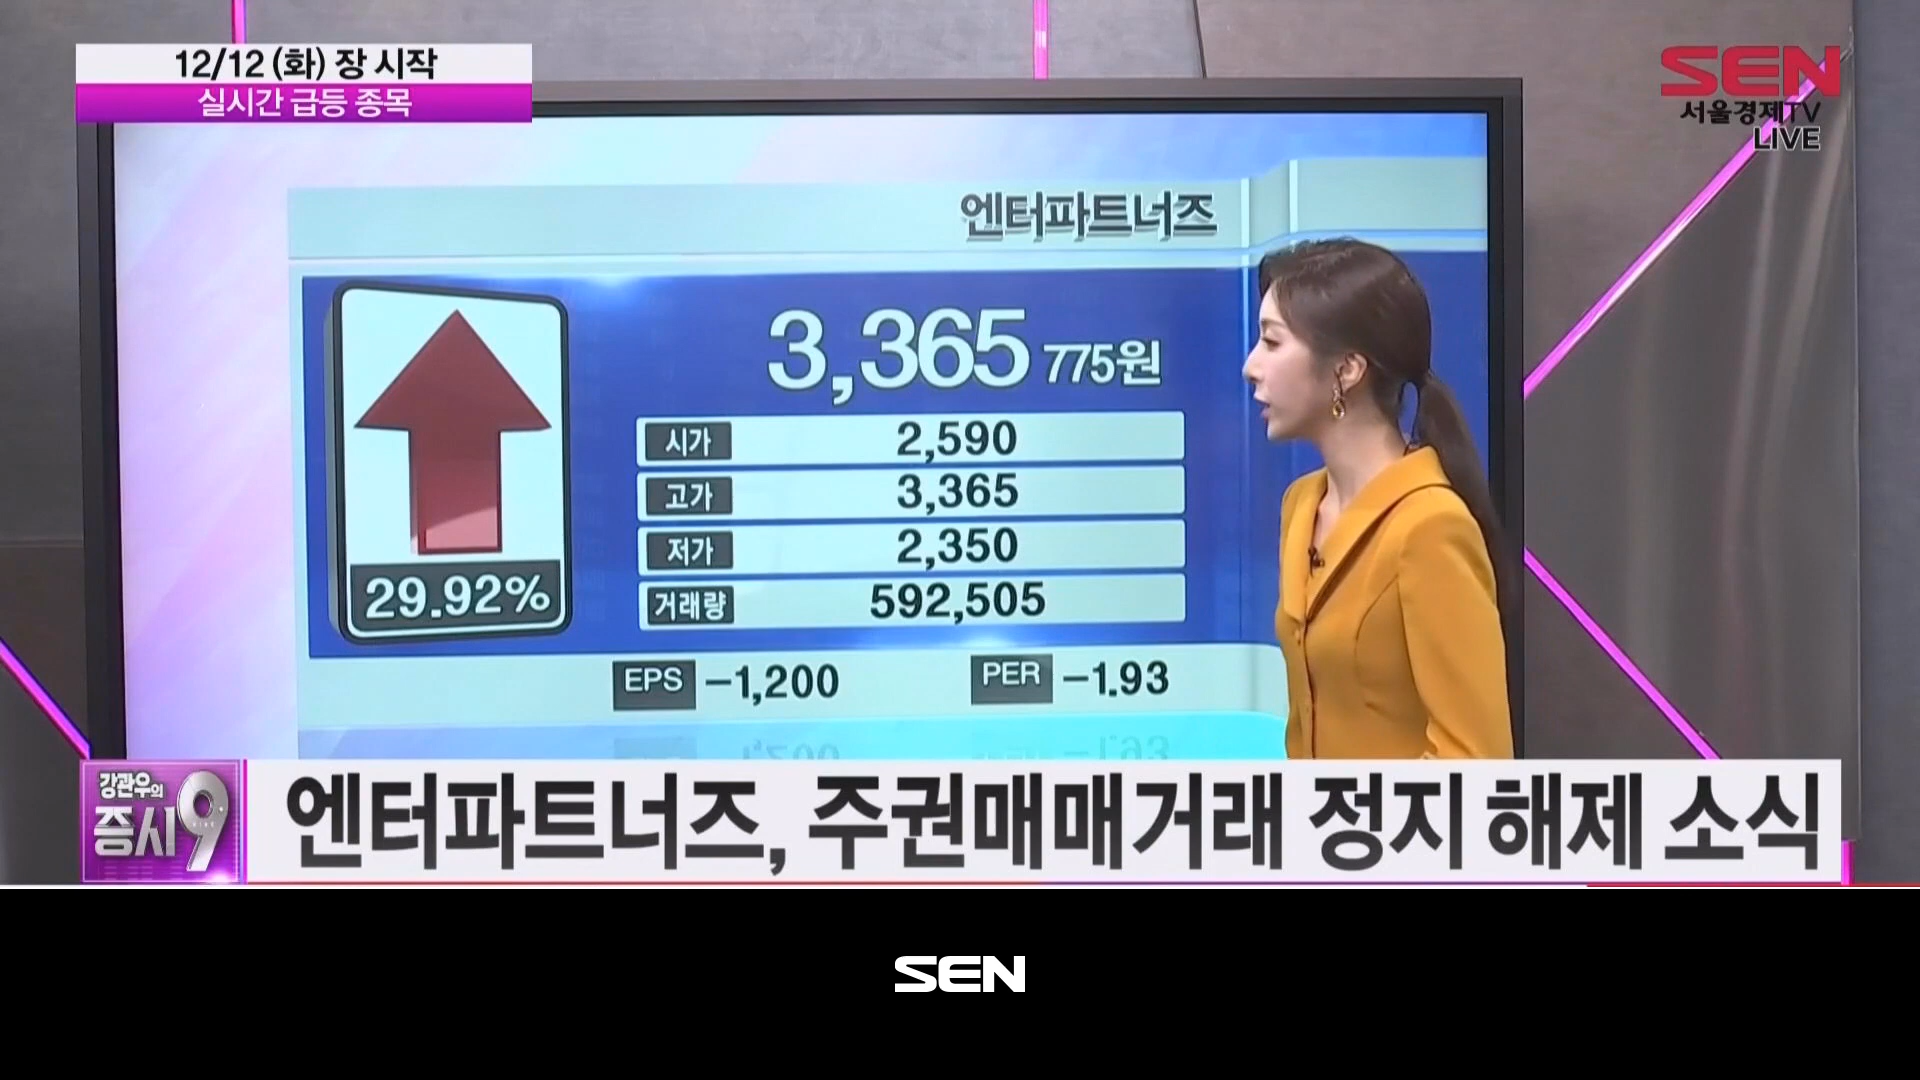 12/12 (화) 장 시작
실시간 급등 종목
SEN
서울경제TV
LIVE
엔터파트너즈
3,365 775원
시가 2,590
고가 3,365
저가 2,350
거래량 592,505
29.92%
EPS -1,200 PER -1.93
강관우의
증시9
엔터파트너즈, 주권매매거래 정지 해제 소식
SEN